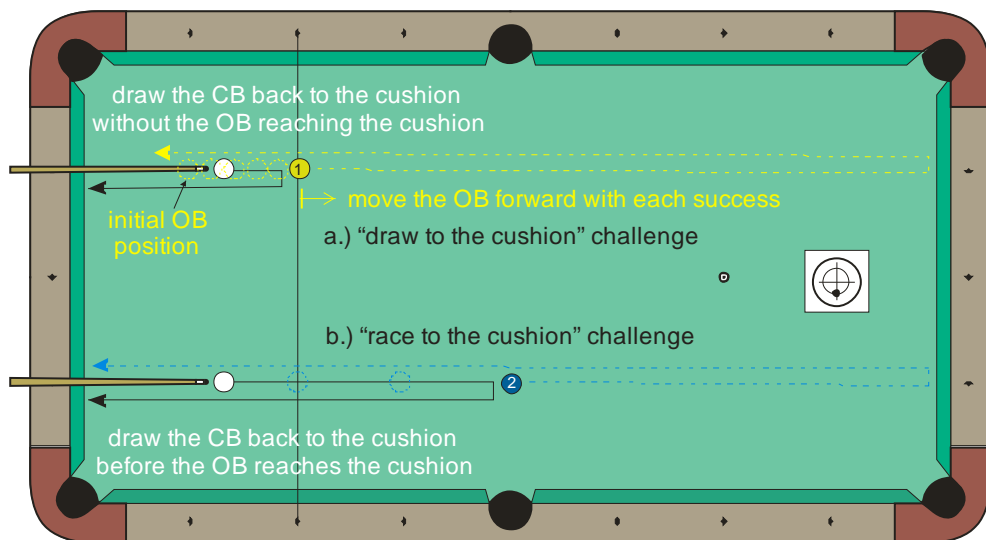 draw the CB back to the cushion
without the OB reaching the cushion
1
initial OB
position
move the OB forward with each success
a.) “draw to the cushion” challenge
D
b.) “race to the cushion” challenge
2
draw the CB back to the cushion
before the OB reaches the cushion